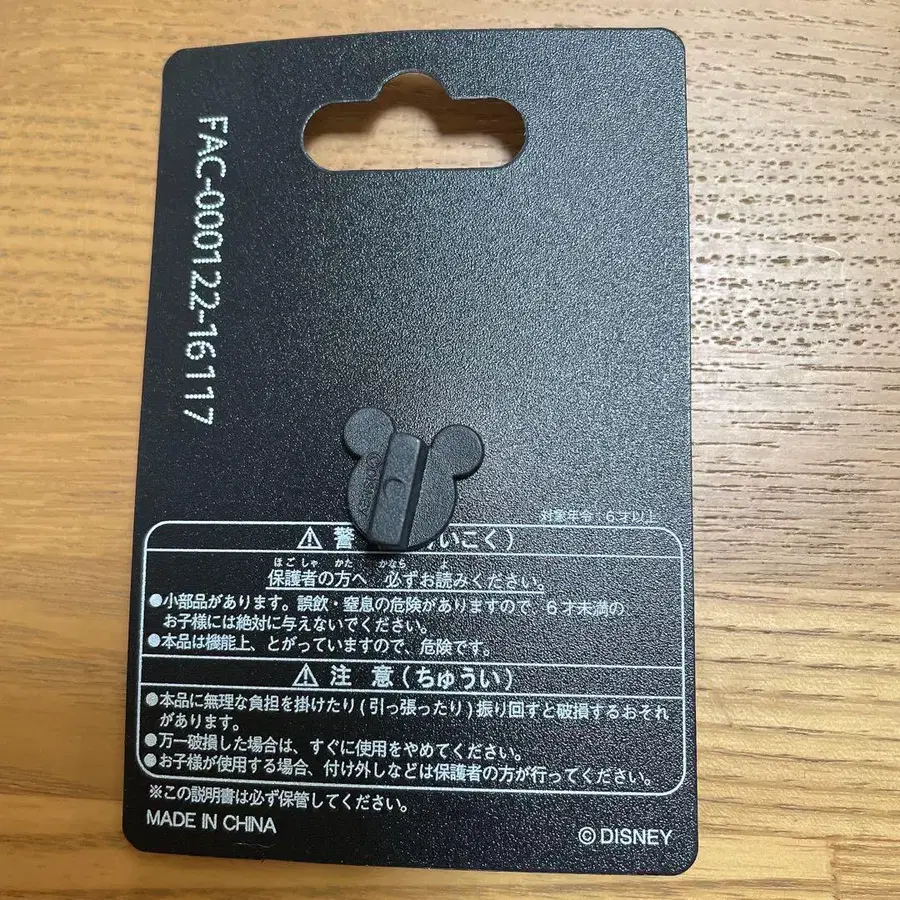 FAC-000122-16117
対象年令:6才以上
⚠ 警 いこく)
ほごしゃ かた かなら よ
保護者の方へ 必ずお読みください。
●小部品があります。誤飲・窒息の危険がありますので、6才未満の
お子様には絶対に与えないでください。
●本品は機能上、とがっていますので、危険です。
⚠ 注 意(ちゅうい)
●本品に無理な負担を掛けたり(引っ張ったり)振り回すと破損するおそれ
があります。
●万一破損した場合は、すぐに使用をやめてください。
●お子様が使用する場合、付け外しなどは保護者の方が行ってください。
※この説明書は必ず保管してください。
MADE IN CHINA
©DISNEY